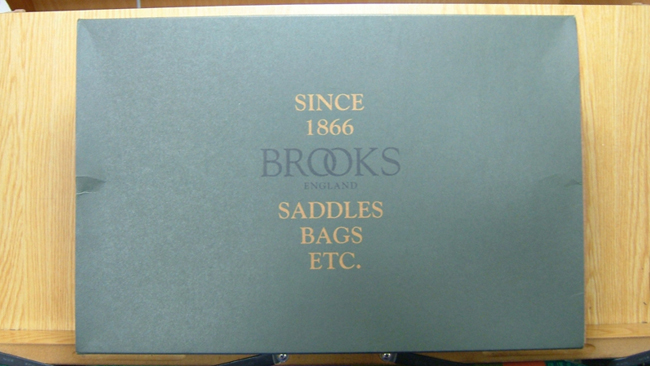 SINCE
1866
BROOKS
ENGLAND
SADDLES
BAGS
ETC.